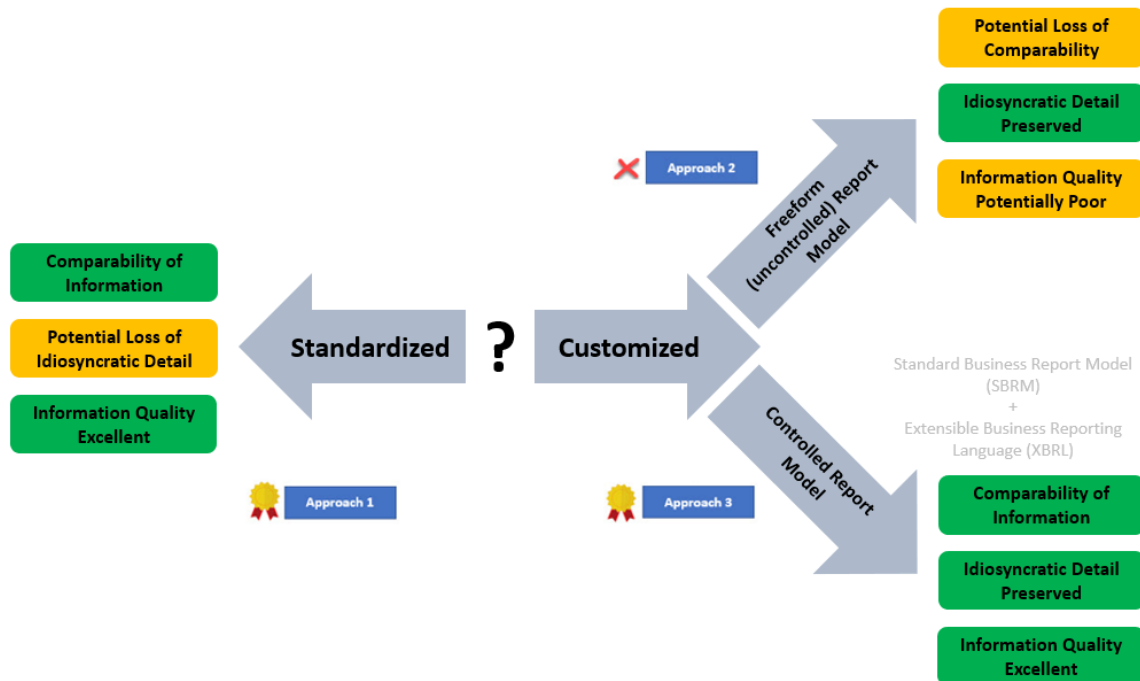 Potential Loss of
Comparability
Idiosyncratic Detail
Preserved
Information Quality
Potentially Poor
Approach 2
Freeform
(uncontrolled) Report
Model
Comparability of
Information
Potential Loss of
Idiosyncratic Detail
Information Quality
Excellent
Standardized
?
Customized
Approach 1
Approach 3
Controlled Report
Model
Standard Business Report Model
(SBRM)
+
Extensible Business Reporting
Language (XBRL)
Comparability of
Information
Idiosyncratic Detail
Preserved
Information Quality
Excellent